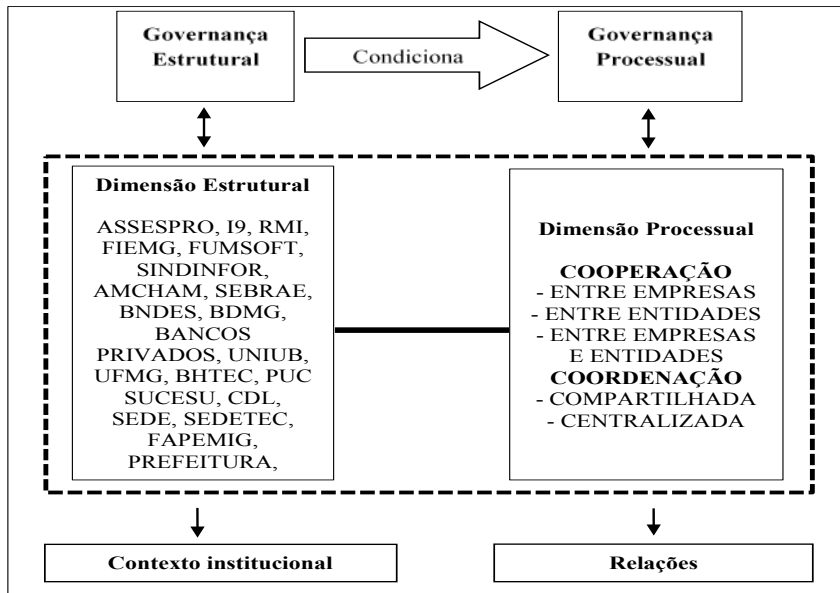 Governança
Estrutural
Condiciona
Governança
Processual
Dimensão Estrutural
ASSESPRO, I9, RMI,
FIEMG, FUMSOFT,
SINDINFOR,
AMCHAM, SEBRAE,
BNDES, BDMG,
BANCOS
PRIVADOS, UNIUB,
UFMG, BHTEC, PUC
SUCESU, CDL,
SEDE, SEDETEC,
FAPEMIG,
PREFEITURA,
Dimensão Processual
COOPERAÇÃO
- ENTRE EMPRESAS
- ENTRE ENTIDADES
- ENTRE EMPRESAS
E ENTIDADES
COORDENAÇÃO
- COMPARTILHADA
- CENTRALIZADA
Contexto institucional
Relações